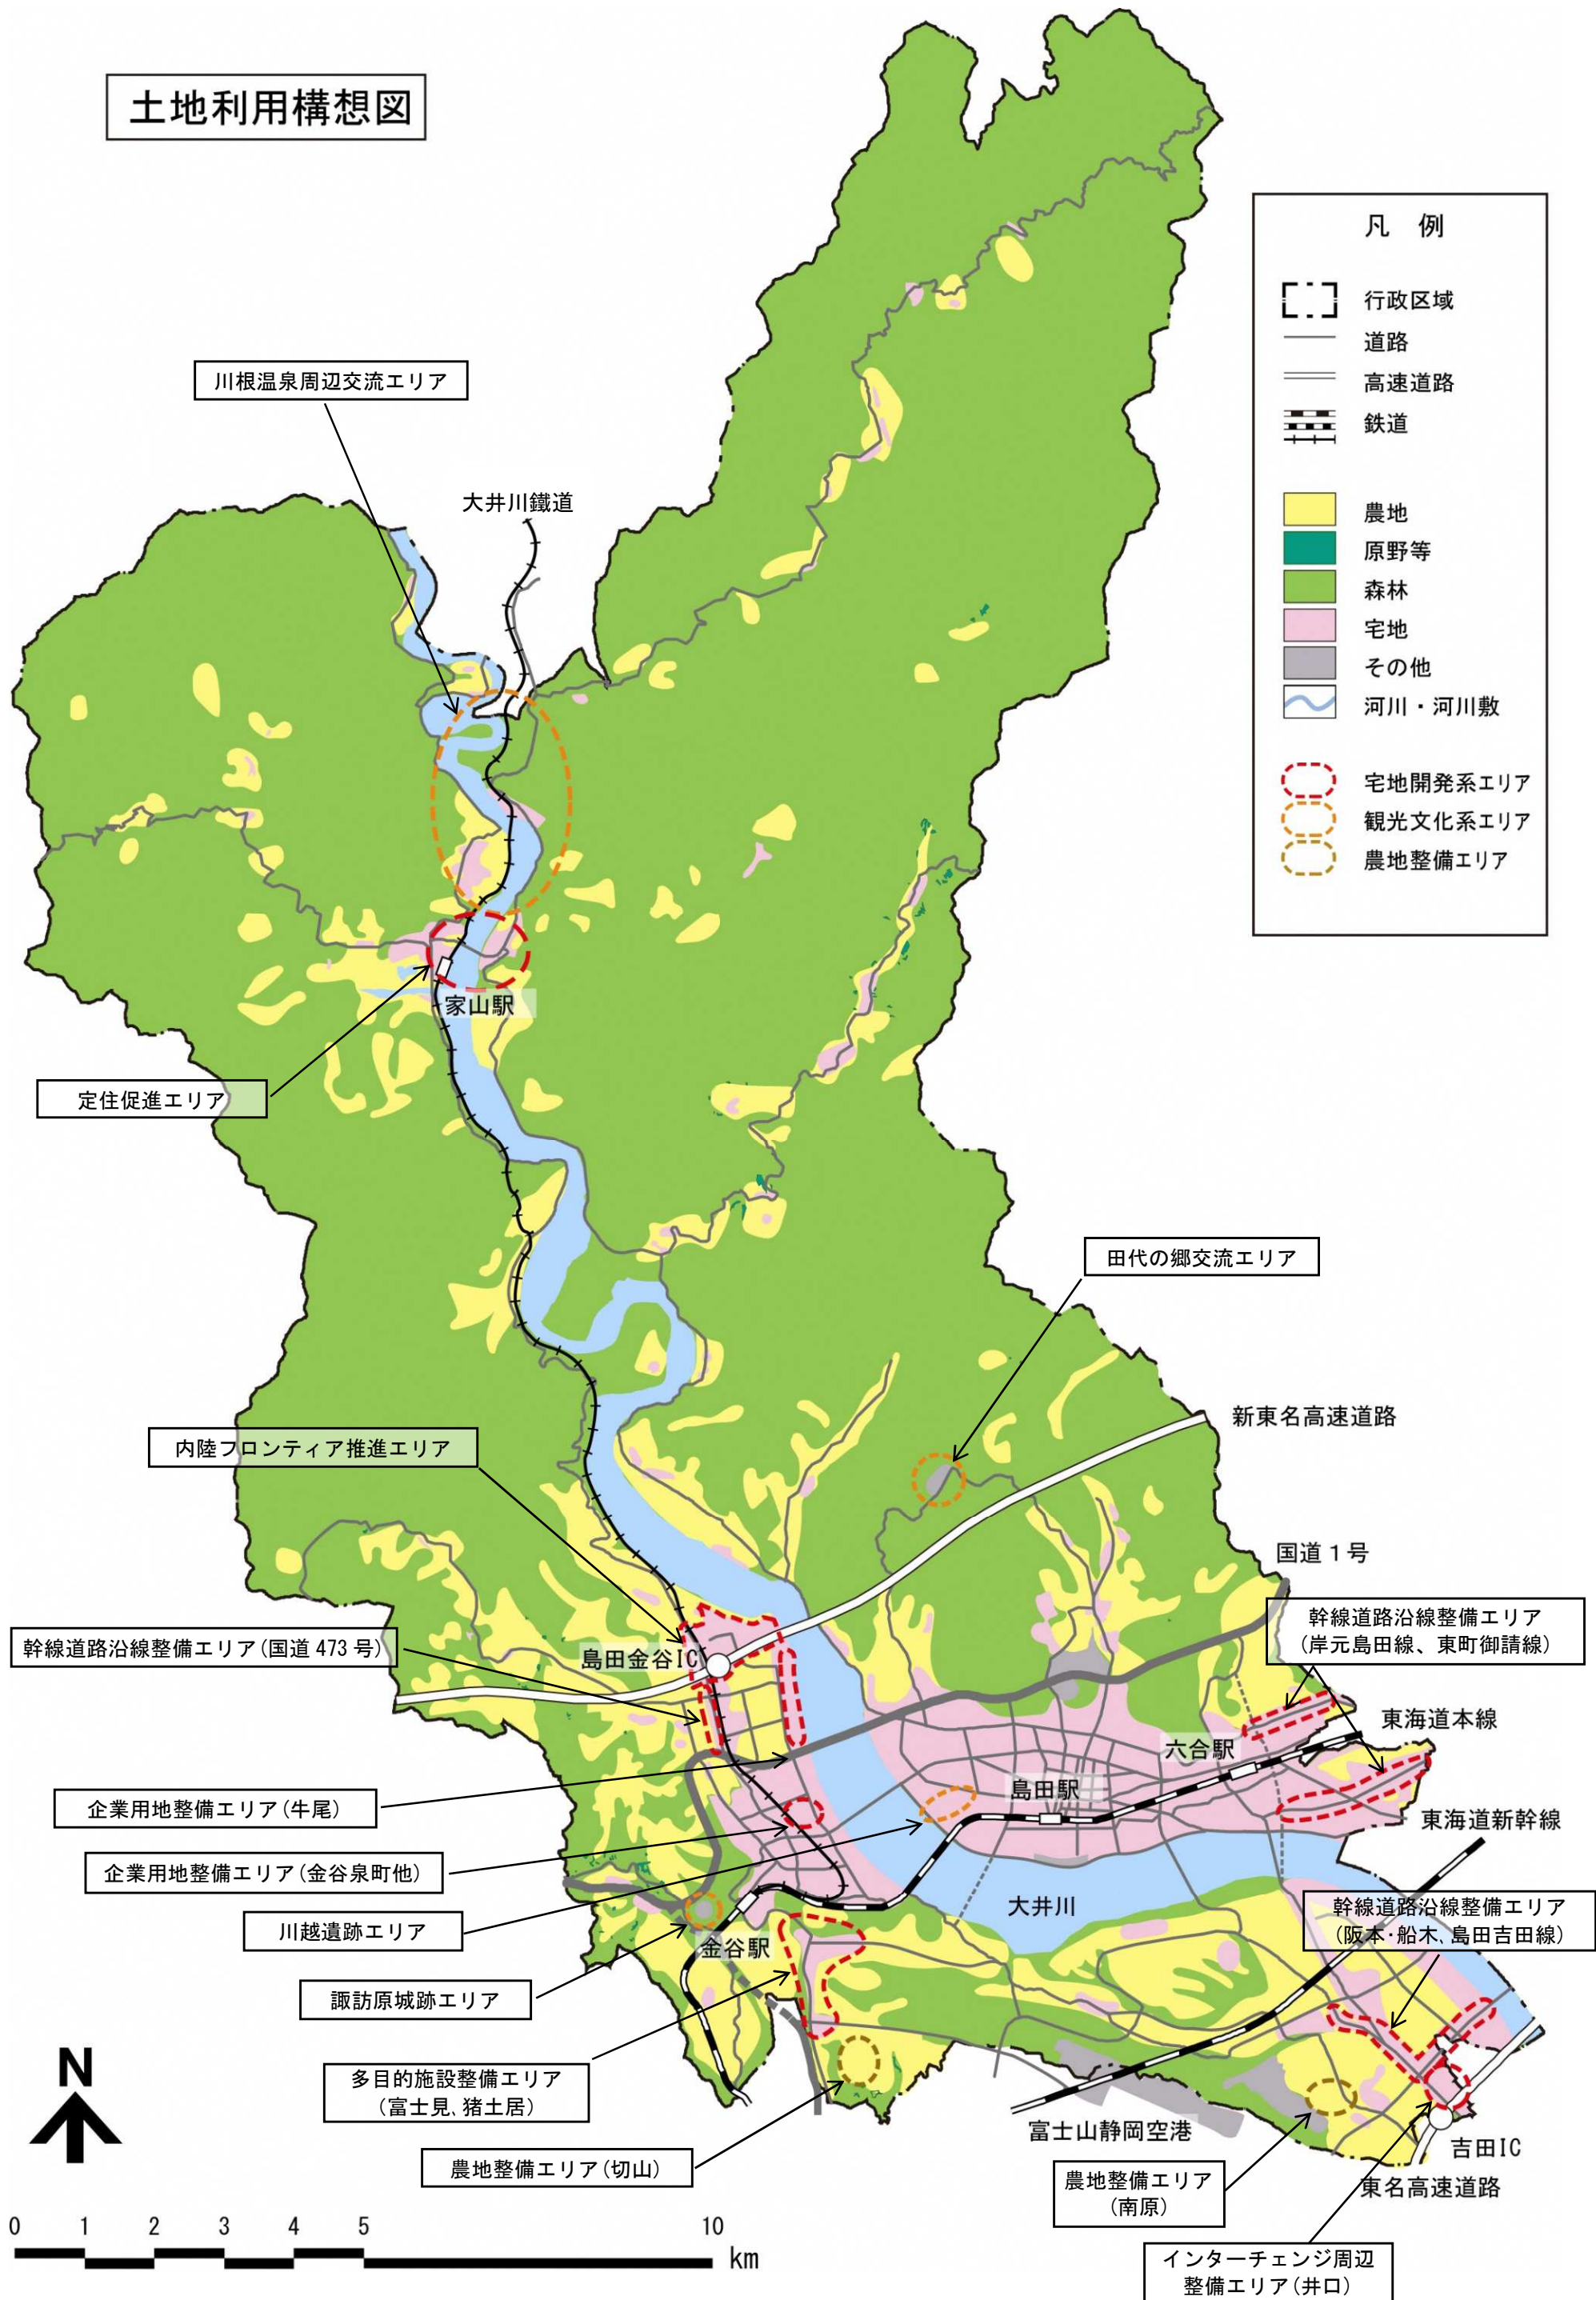 土地利用構想図
凡 例
行政区域
道路
高速道路
鉄道
農地
原野等
森林
宅地
その他
河川・河川敷
宅地開発系エリア
観光文化系エリア
農地整備エリア
川根温泉周辺交流エリア
大井川鐵道
家山駅
定住促進エリア
田代の郷交流エリア
新東名高速道路
内陸フロンティア推進エリア
国道1号
幹線道路沿線整備エリア
(岸元島田線、東町御請線)
幹線道路沿線整備エリア(国道473号)
島田金谷IC
東海道本線
六合駅
島田駅
企業用地整備エリア(牛尾)
東海道新幹線
企業用地整備エリア(金谷泉町他)
大井川
幹線道路沿線整備エリア
(阪本・船木、島田吉田線)
川越遺跡エリア
金谷駅
諏訪原城跡エリア
多目的施設整備エリア
(富士見、猪土居)
N
富士山静岡空港
吉田IC
農地整備エリア(切山)
農地整備エリア
(南原)
東名高速道路
0 1 2 3 4 5 10
km
インターチェンジ周辺
整備エリア(井口)